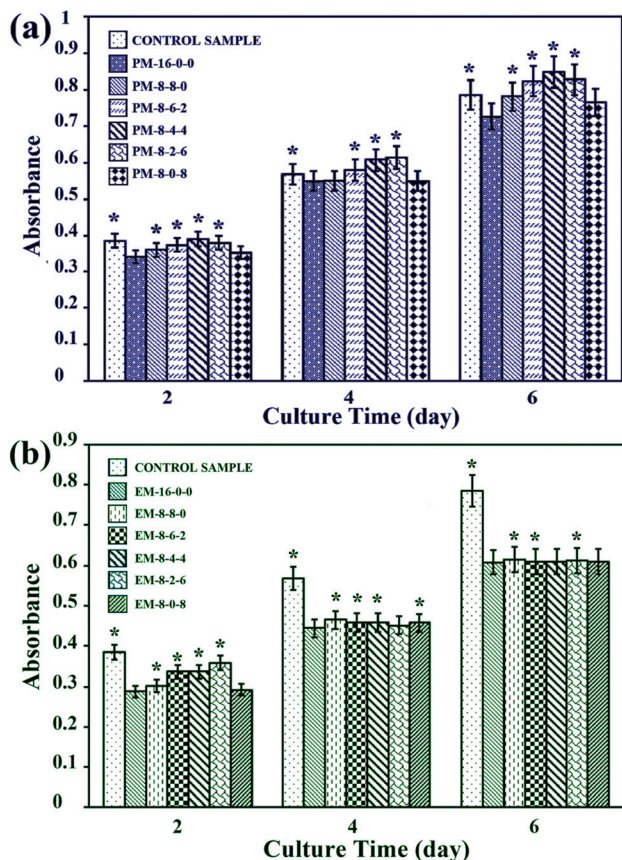 (a)
1
0.9
0.8
0.7
0.6
0.5
0.4
0.3
0.2
0.1
0
Absorbance
CONTROL SAMPLE
PM-16-0-0
PM-8-8-0
PM-8-6-2
PM-8-4-4
PM-8-2-6
PM-8-0-8
* * * * *
* * * *
* * * * *
2 4 6
Culture Time (day)
(b)
0.9
0.8
0.7
0.6
0.5
0.4
0.3
0.2
0.1
0
Absorbance
CONTROL SAMPLE
EM-16-0-0
EM-8-8-0
EM-8-6-2
EM-8-4-4
EM-8-2-6
EM-8-0-8
* * * * *
* * * * *
* * * *
2 4 6
Culture Time (day)